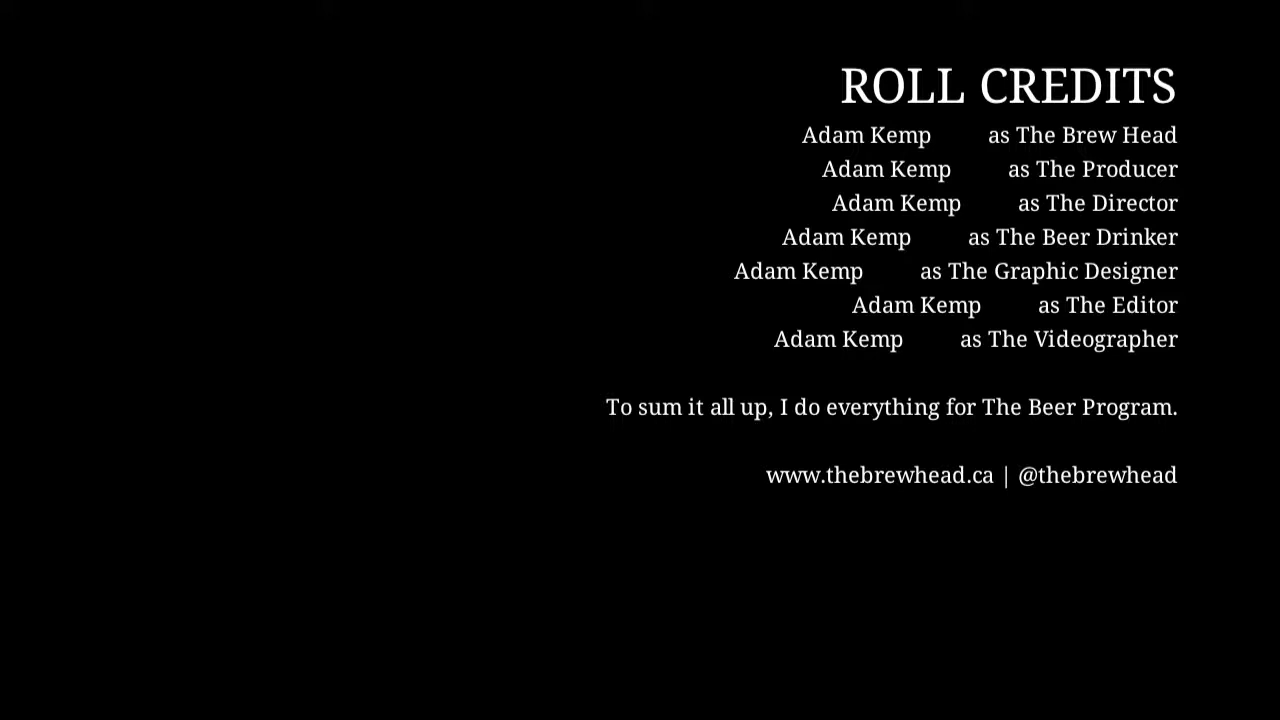 ROLL CREDITS
Adam Kemp as The Brew Head
Adam Kemp as The Producer
Adam Kemp as The Director
Adam Kemp as The Beer Drinker
Adam Kemp as The Graphic Designer
Adam Kemp as The Editor
Adam Kemp as The Videographer
To sum it all up, I do everything for The Beer Program.
www.thebrewhead.ca | @thebrewhead